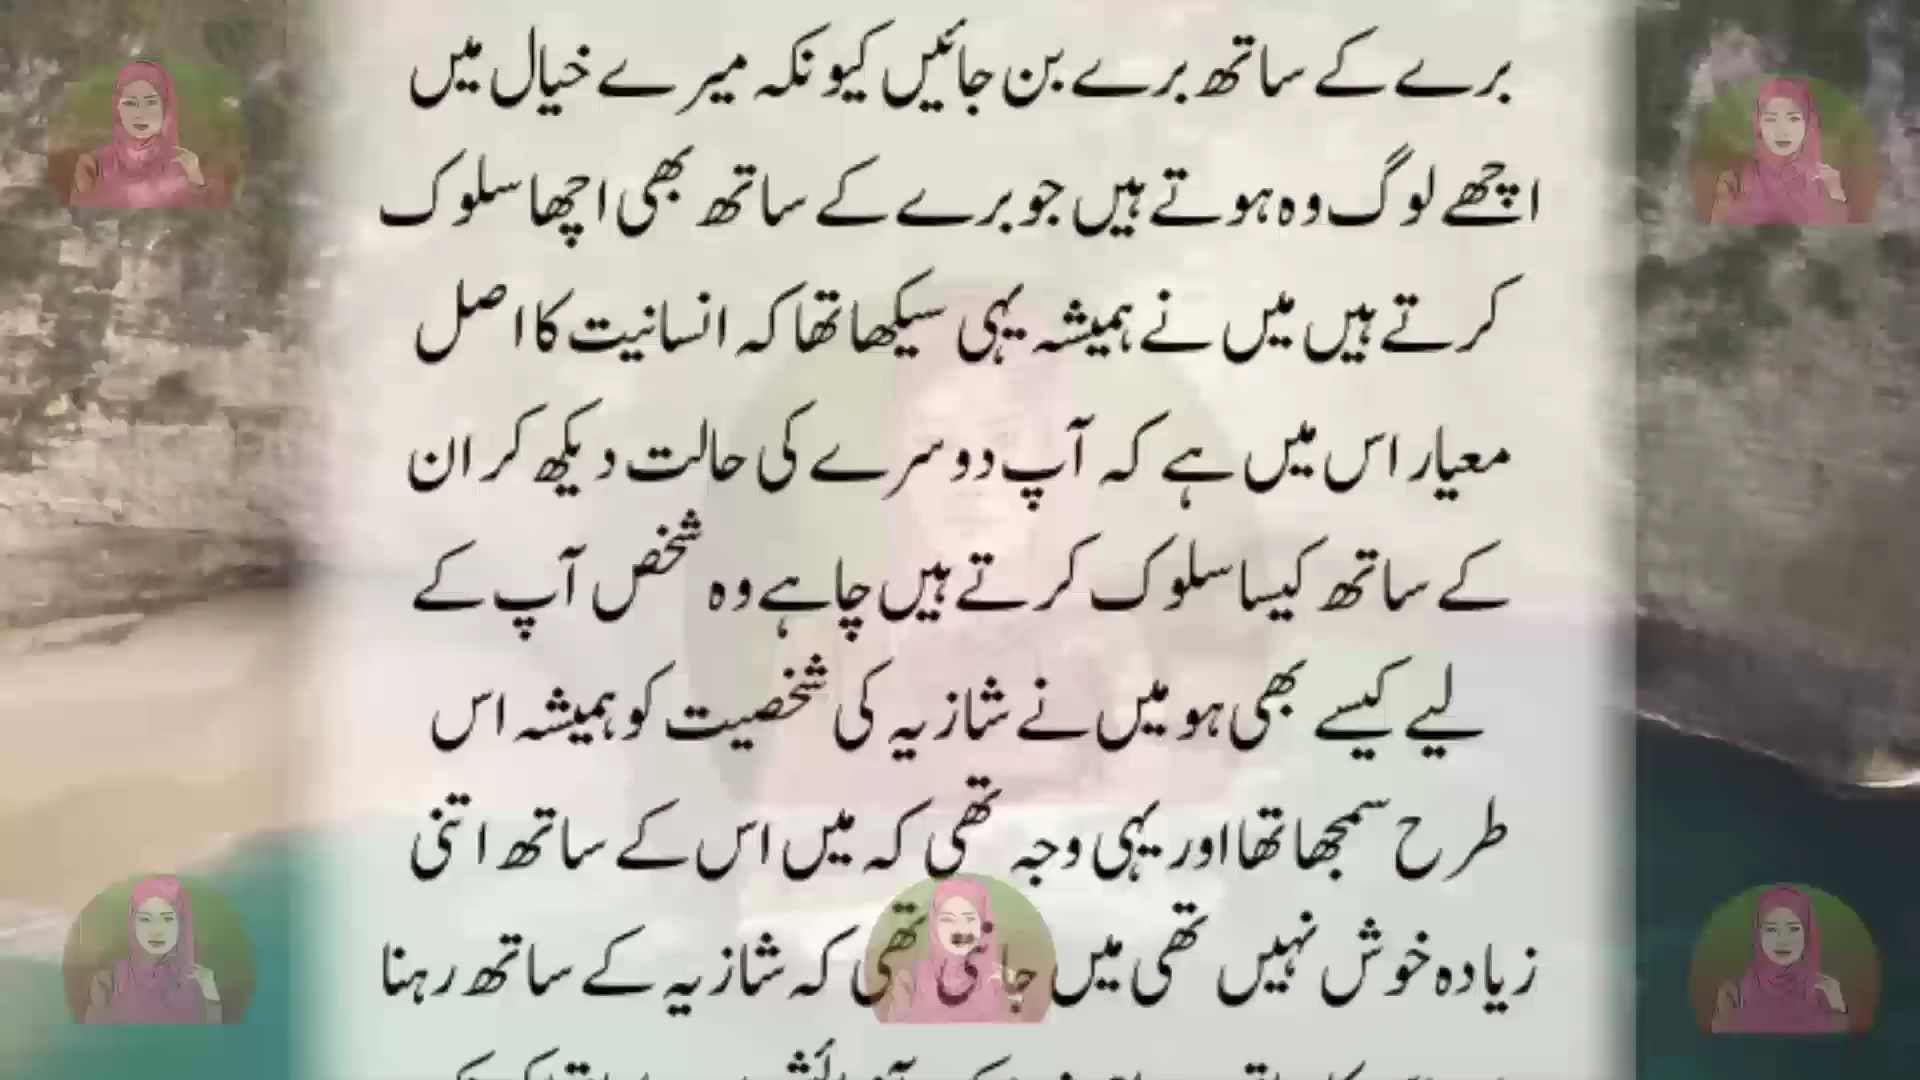 برے کے ساتھ برے بن جائیں کیونکہ میرے خیال میں
اچھے لوگ وہ ہوتے ہیں جو برے کے ساتھ بھی اچھا سلوک
کرتے ہیں میں نے ہمیشہ یہی سیکھا تھا کہ انسانیت کا اصل
معیار اس میں ہے کہ آپ دوسرے کی حالت دیکھ کر ان
کے ساتھ کیسا سلوک کرتے ہیں چاہے وہ شخص آپ کے
لیے کیسے بھی ہو میں نے شازیہ کی شخصیت کو ہمیشہ اس
طرح سمجھا تھا اور یہی وجہ تھی کہ میں اس کے ساتھ اتنی
زیادہ خوش نہیں تھی میں جانتی تھی کہ شازیہ کے ساتھ رہنا